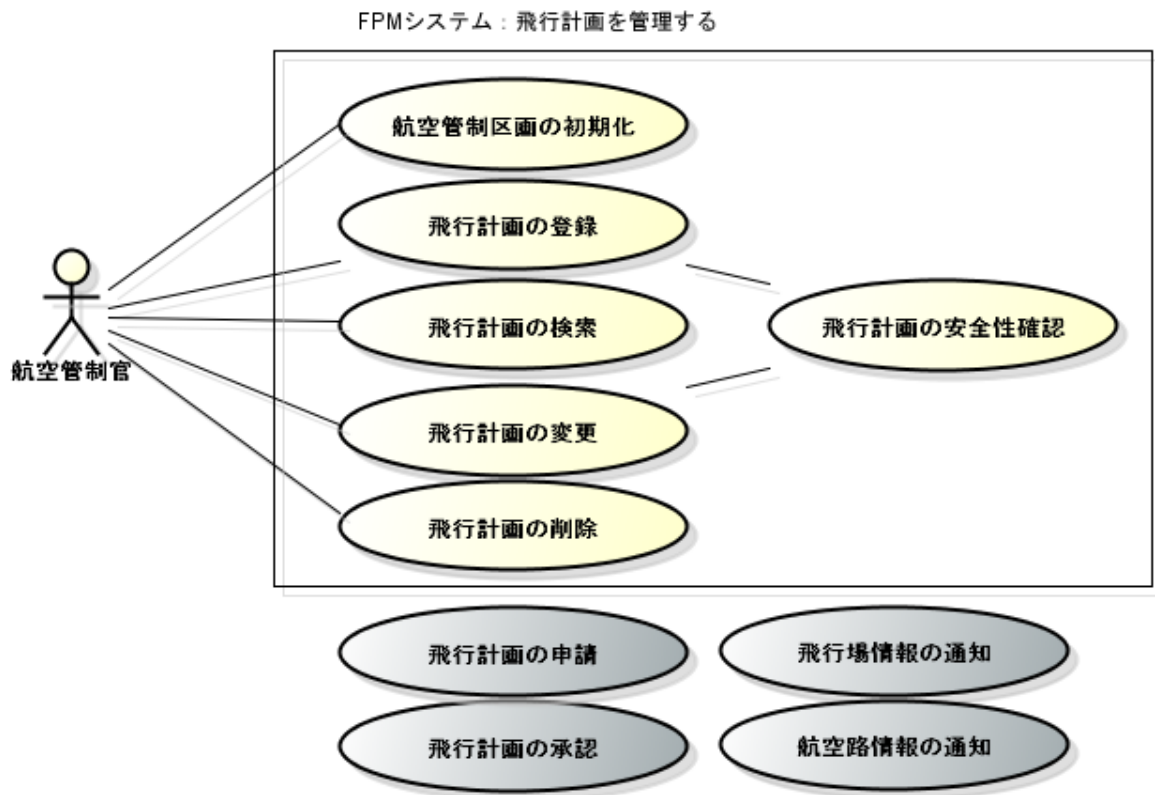 FPMシステム：飛行計画を管理する
航空管制区画の初期化
飛行計画の登録
飛行計画の検索
飛行計画の安全性確認
航空管制官
飛行計画の変更
飛行計画の削除
飛行計画の申請
飛行場情報の通知
飛行計画の承認
航空路情報の通知